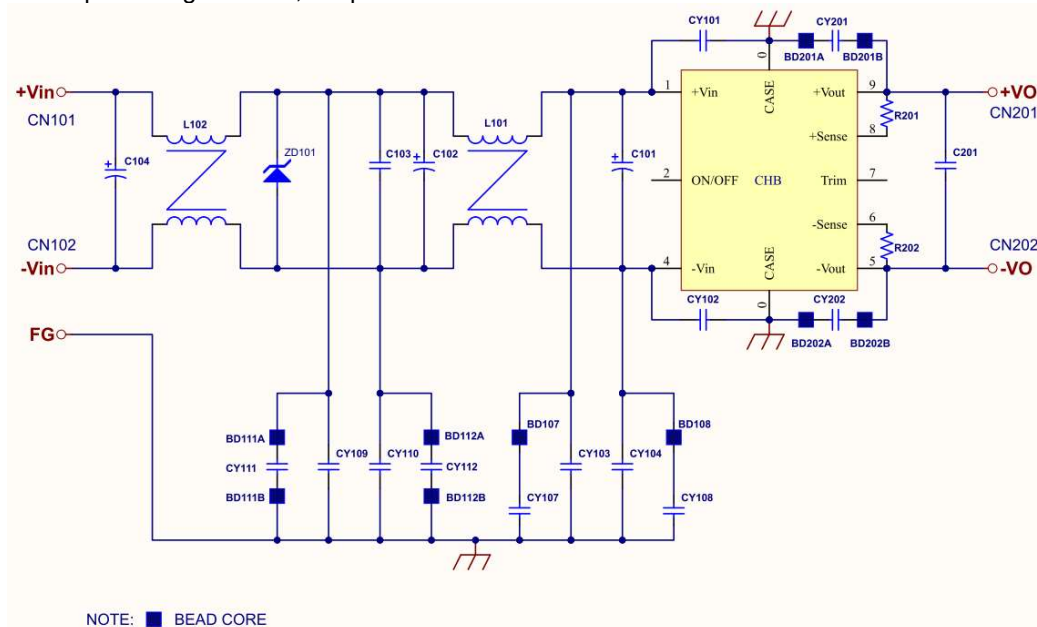 CY101
CY201
0
BD201A
BD201B
+Vin
1
+Vin
CASE
+Vout
9
+VO
CN101
L102
L101
R201
CN201
+Sense
8
C104
ZD101
C103
C102
C101
C201
2
ON/OFF
CHB
Trim
7
-Sense
6
CN102
R202
CN202
-Vin
4
-Vin
CASE
-Vout
5
-VO
0
CY102
CY202
FG
BD202A
BD202B
BD111A
BD112A
BD107
BD108
CY111
CY109
CY110
CY112
CY103
CY104
BD111B
BD112B
CY107
CY108
NOTE: BEAD CORE